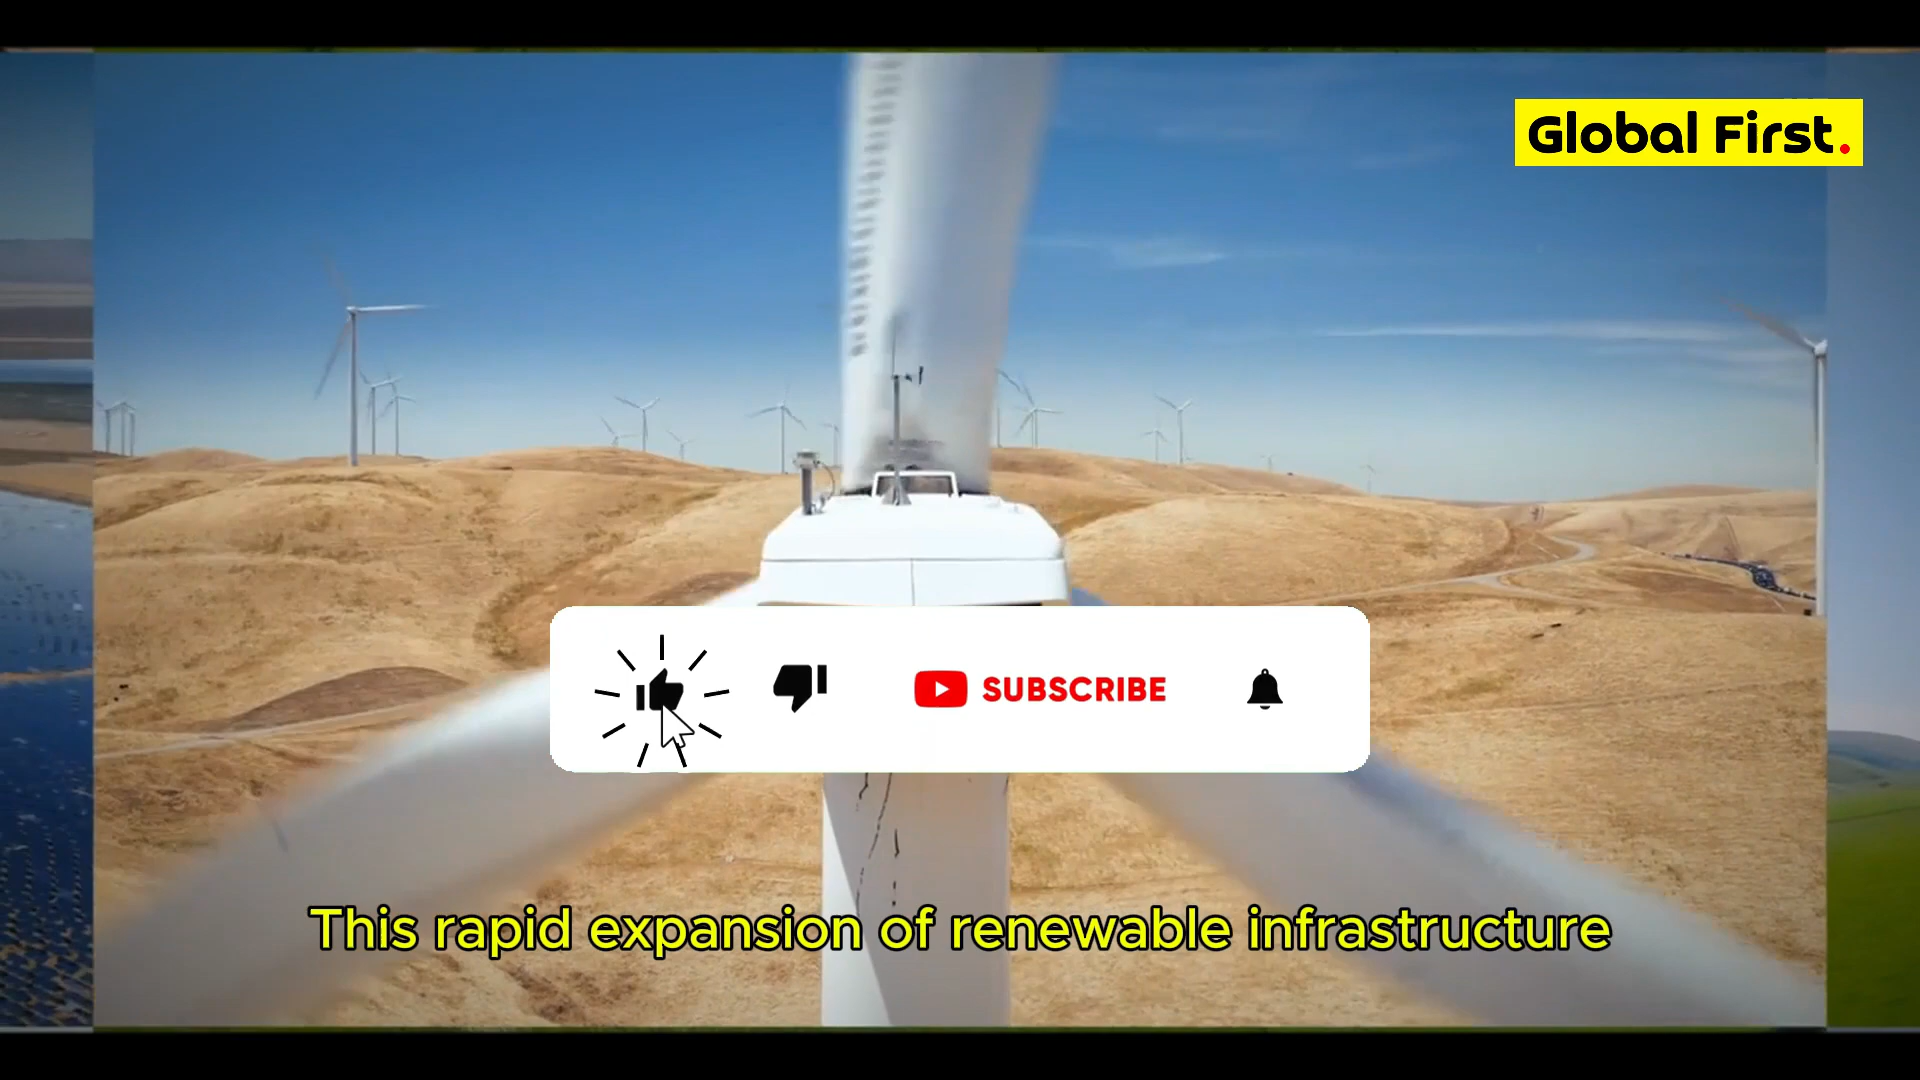 Global First.
SUBSCRIBE
This rapid expansion of renewable infrastructure